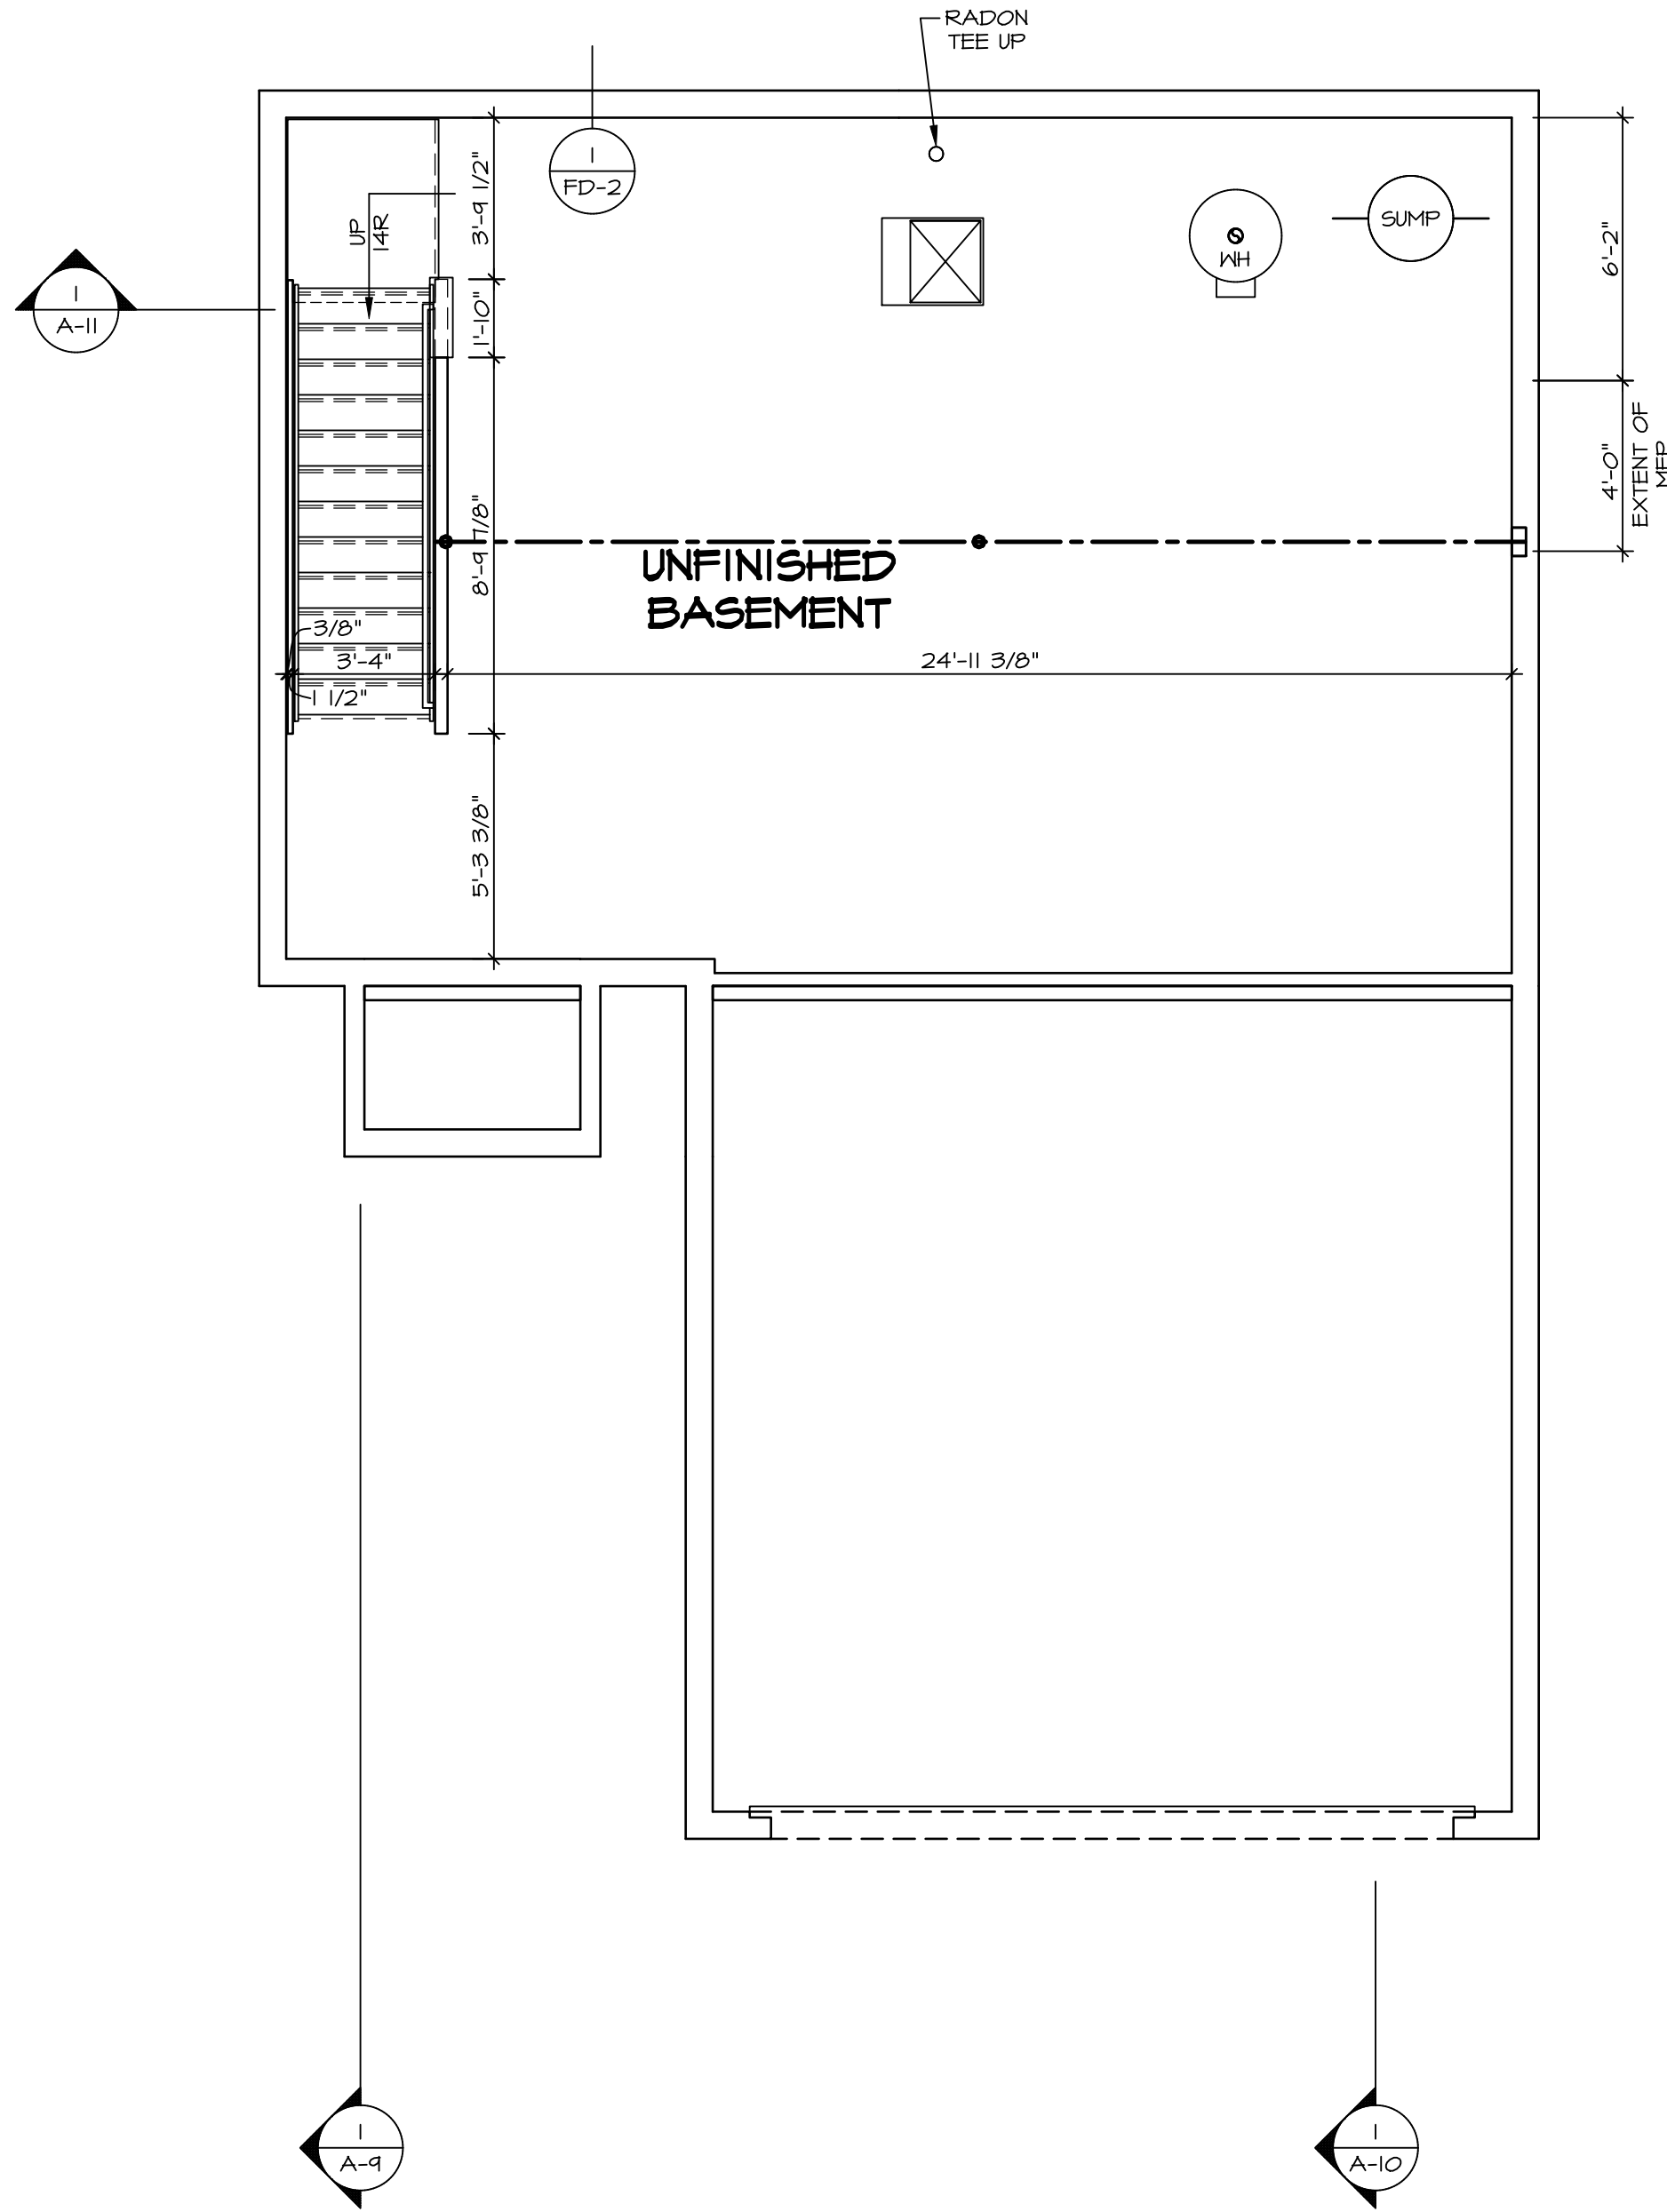 RADON
TEE UP
1
FD-2
3'-9 1/2"
UP
14R
SUMP
WH
6'-2"
1
A-11
1'-10"
4'-0"
EXTENT OF
MFP
8'-9 7/8"
UNFINISHED
BASEMENT
3/8"
3'-4"
24'-11 3/8"
1 1/2"
5'-3 3/8"
1
A-9
1
A-10